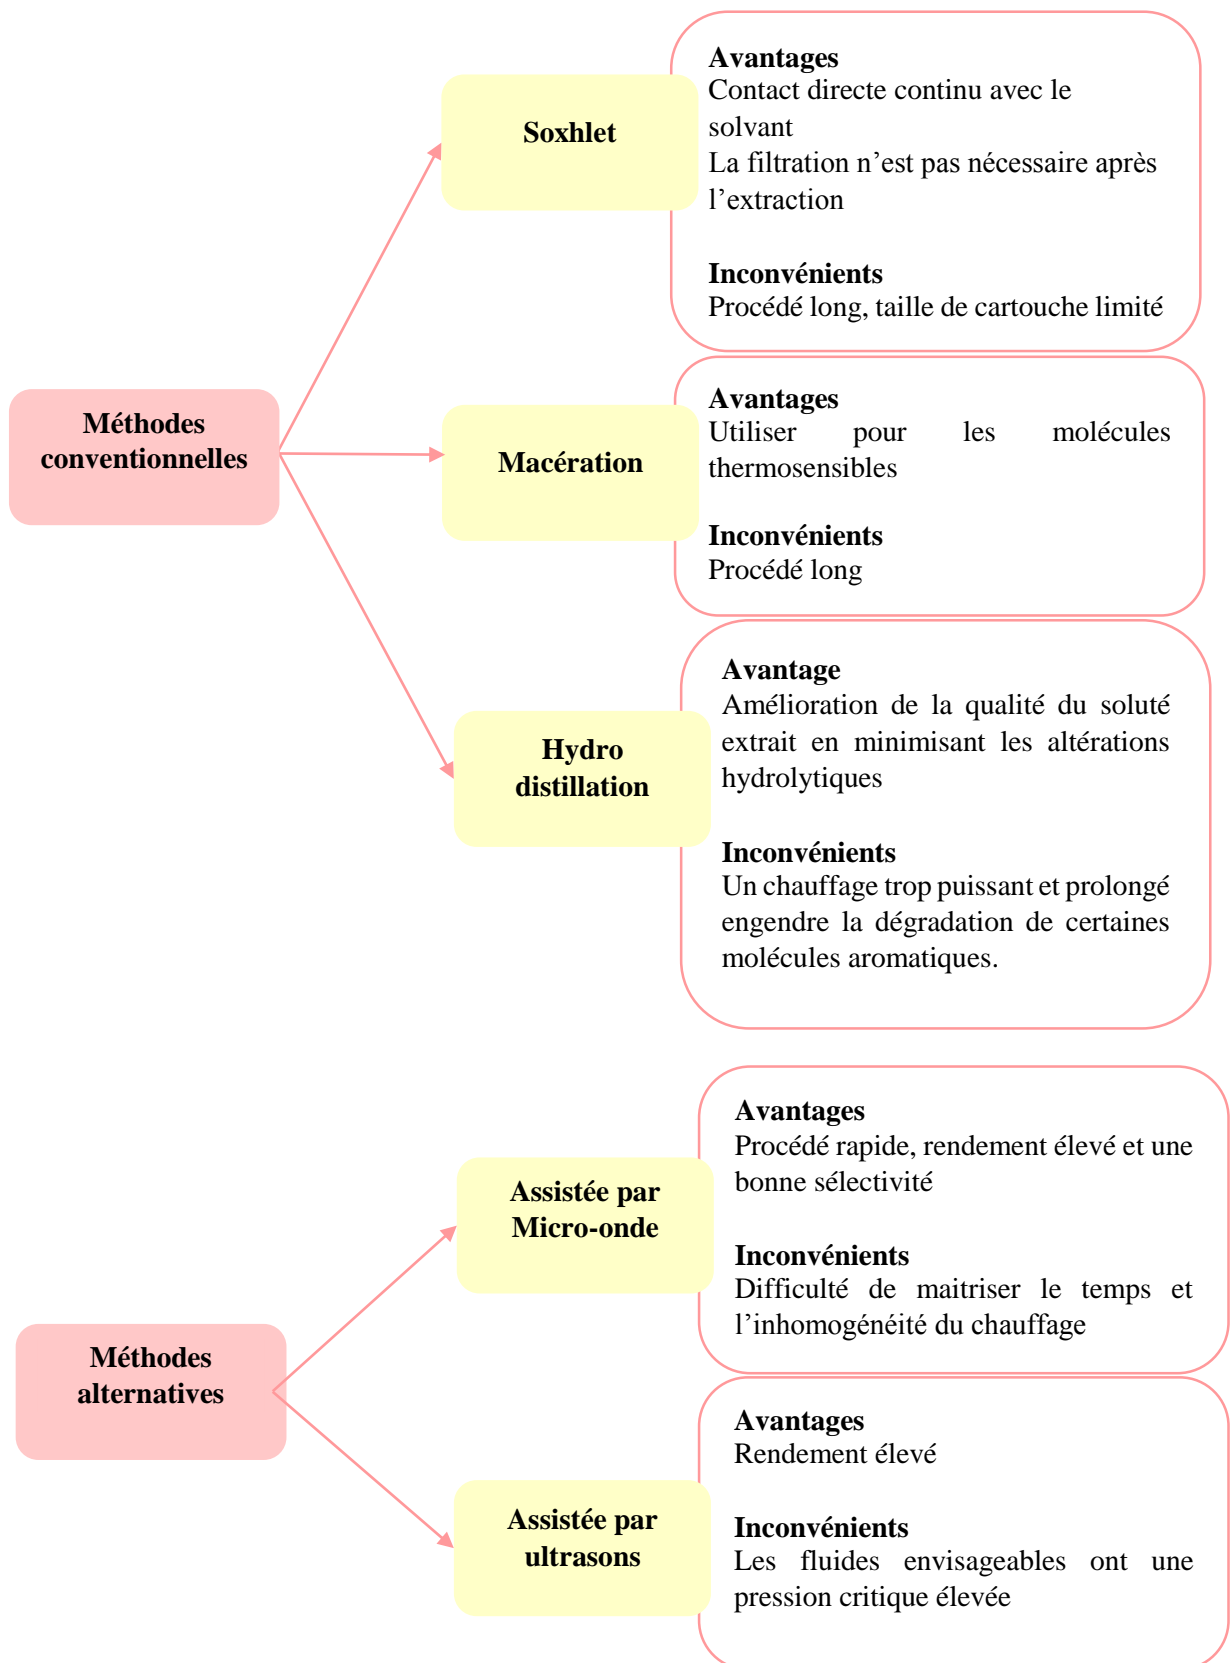 Méthodes
conventionnelles
Soxhlet
Avantages
Contact directe continu avec le
solvant
La filtration n’est pas nécessaire après
l’extraction
Inconvénients
Procédé long, taille de cartouche limité
Macération
Avantages
Utiliser pour les molécules
thermosensibles
Inconvénients
Procédé long
Hydro
distillation
Avantage
Amélioration de la qualité du soluté
extrait en minimisant les altérations
hydrolytiques
Inconvénients
Un chauffage trop puissant et prolongé
engendre la dégradation de certaines
molécules aromatiques.
Méthodes
alternatives
Assistée par
Micro-onde
Avantages
Procédé rapide, rendement élevé et une
bonne sélectivité
Inconvénients
Difficulté de maitriser le temps et
l’inhomogénéité du chauffage
Assistée par
ultrasons
Avantages
Rendement élevé
Inconvénients
Les fluides envisageables ont une
pression critique élevée